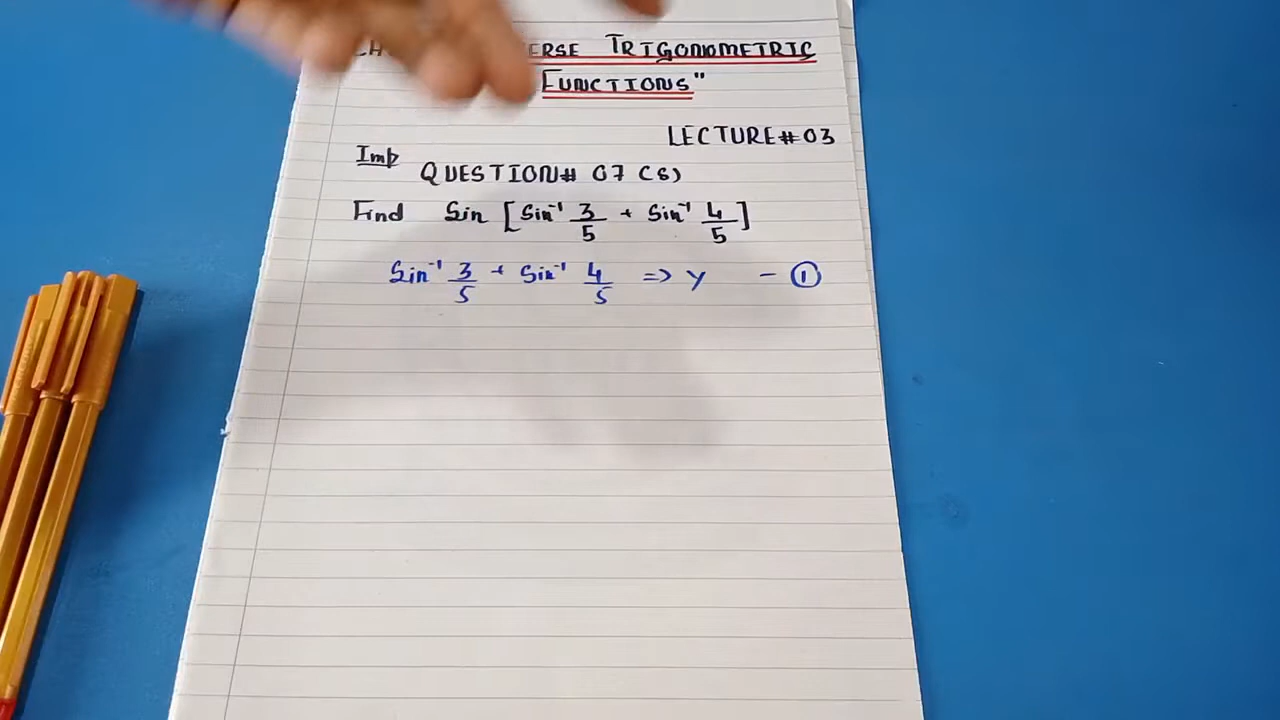 TRIGONOMETRIC
FUNCTIONS"
LECTURE#03
Imp
QUESTION# 07 (8)
Find Sin [Sin⁻¹ 3/5 + Sin⁻¹ 4/5]
Sin⁻¹ 3/5 + Sin⁻¹ 4/5 => y - ①